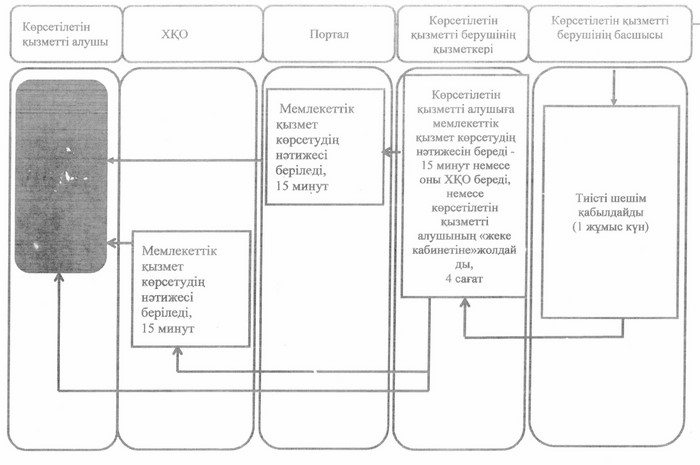 Көрсетілетін
қызметті алушы
ХҚО
Портал
Көрсетілетін
қызметті
берушінің
қызметкері
Көрсетілетін қызметті
берушінің басшысы
Мемлекеттік
қызмет
көрсетудің
нәтижесі
беріледі,
15 минут
Мемлекеттік
қызмет
көрсетудің
нәтижесі
беріледі,
15 минут
Көрсетілетін
қызметті алушыға
мемлекеттік
қызмет көрсетудің
нәтижесін береді -
15 минут немесе
оны ХҚО береді,
немесе
көрсетілетін
қызметті
алушының «жеке
кабинетіне»жолдай
ды,
4 сағат
Тиісті шешім
қабылдайды
(1 жұмыс күн)